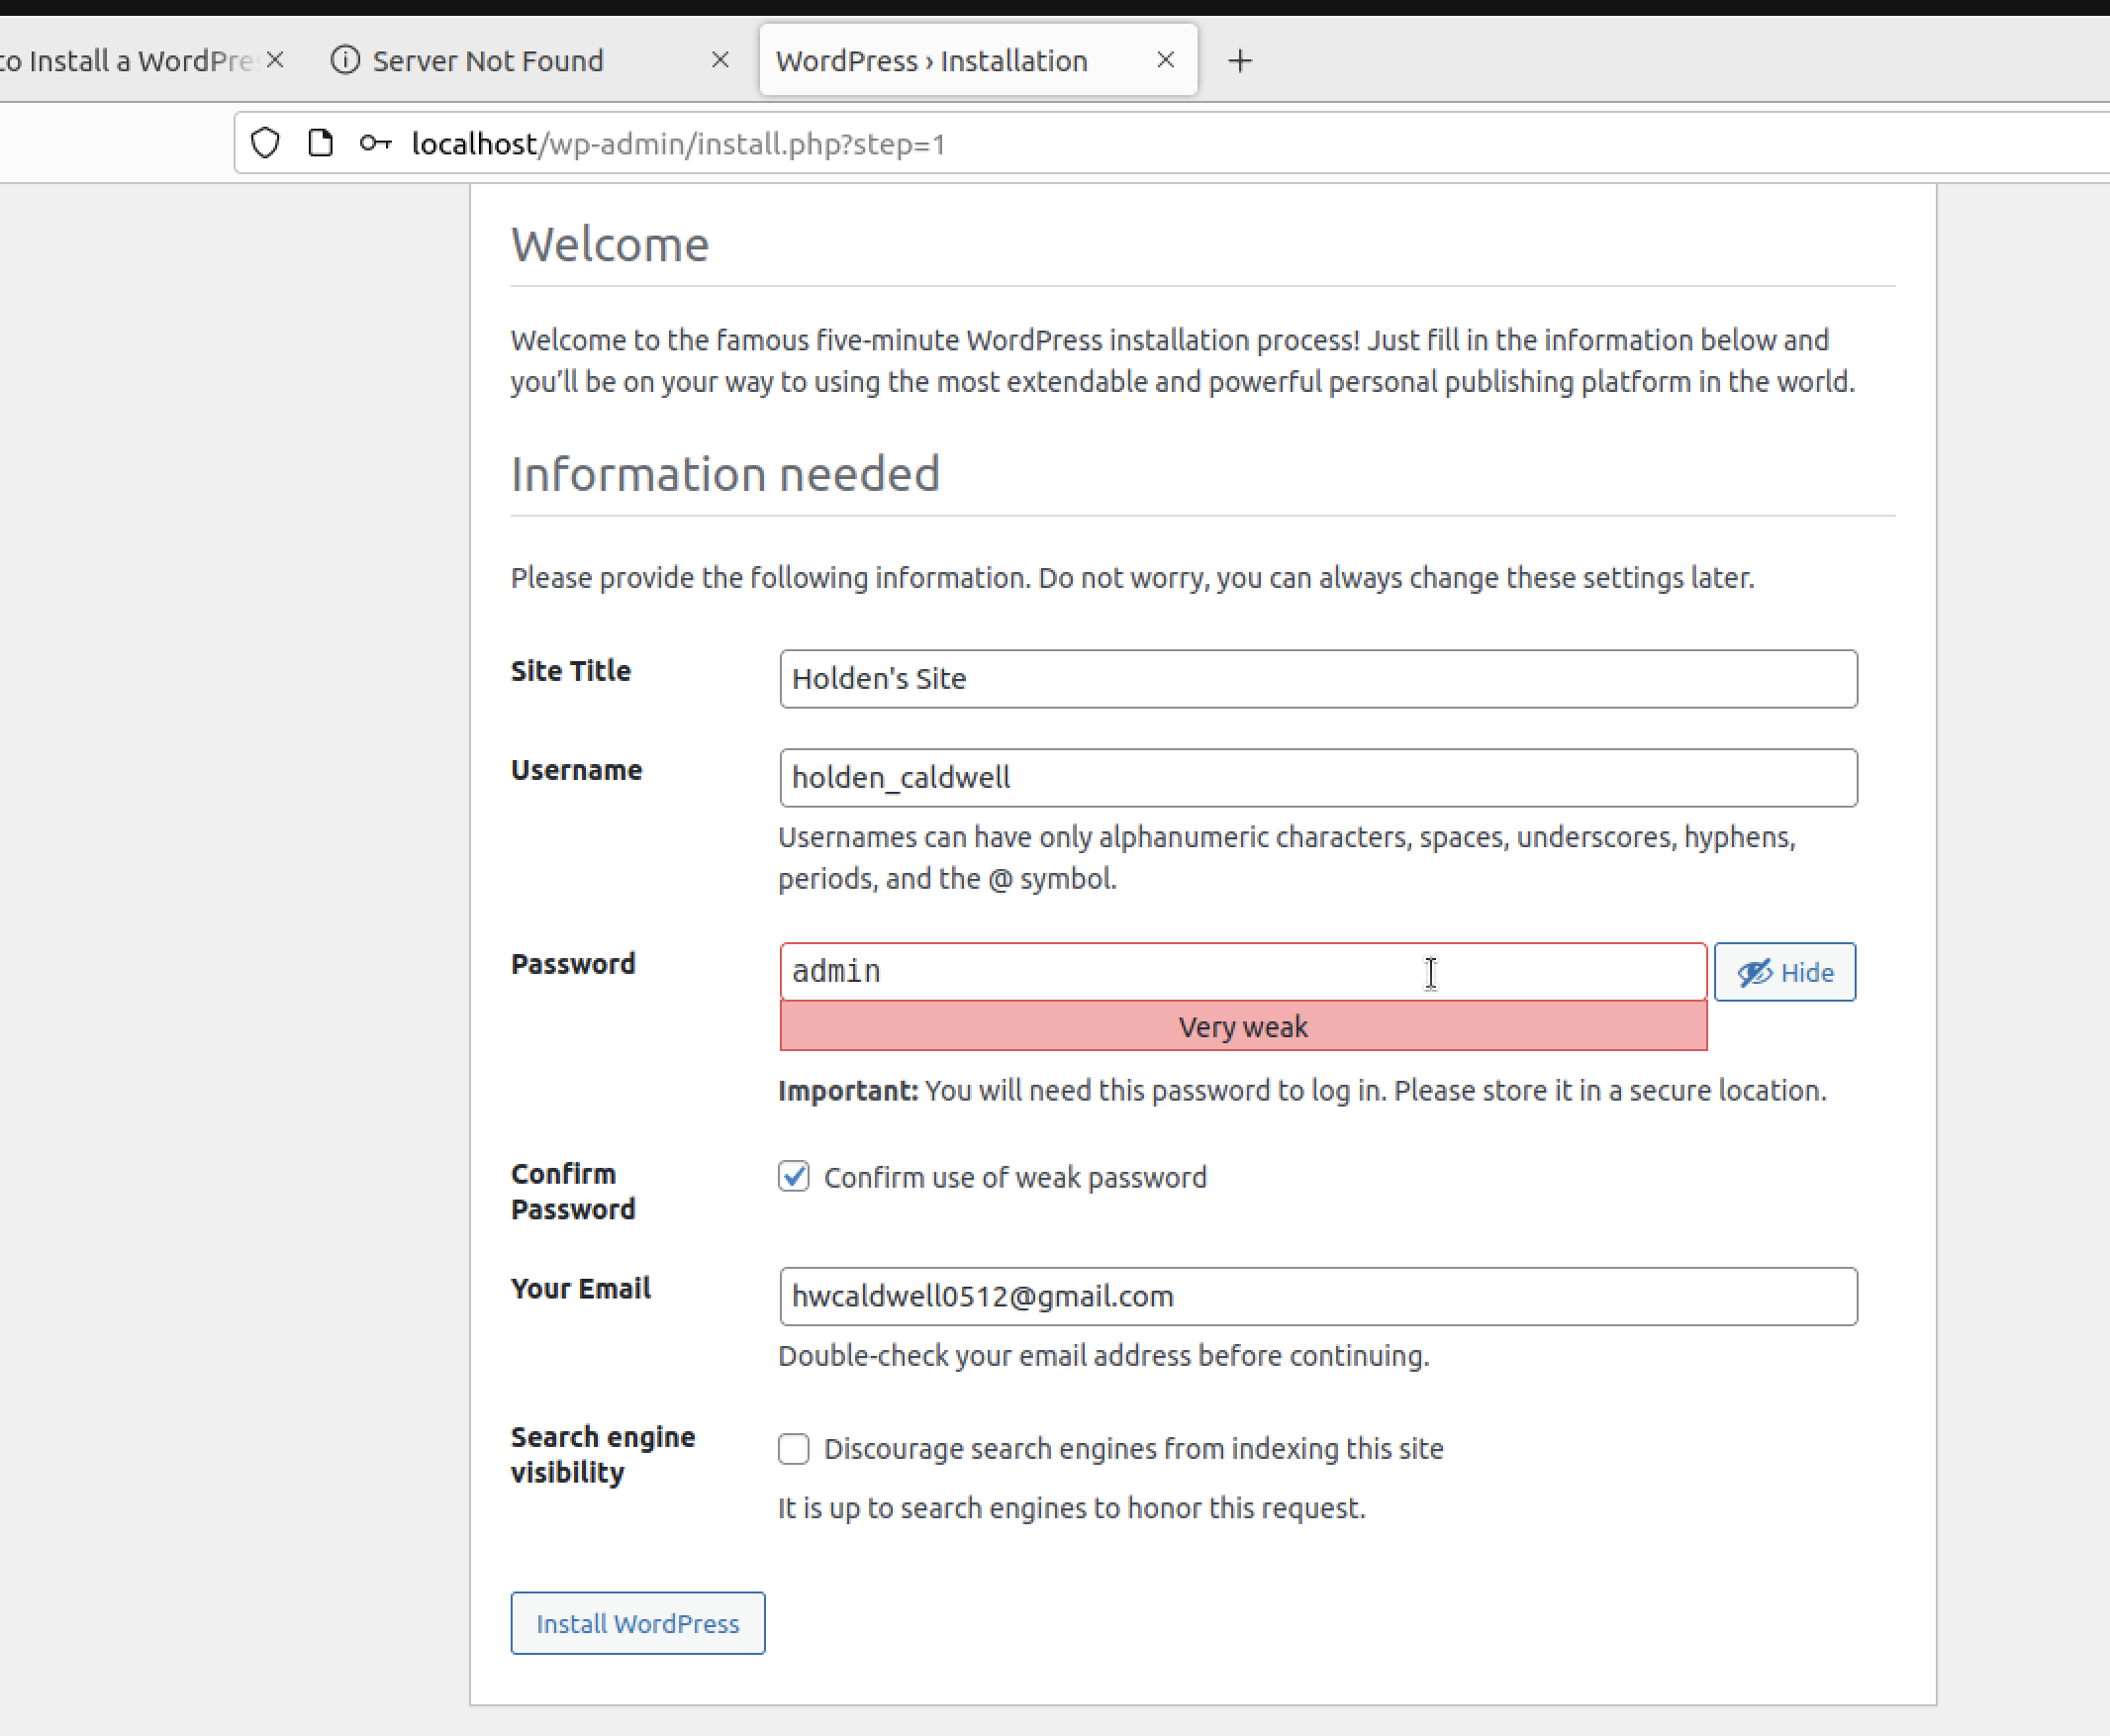 to Install a WordPre
Server Not Found
WordPress › Installation
localhost/wp-admin/install.php?step=1
Welcome
Welcome to the famous five-minute WordPress installation process! Just fill in the information below and
you’ll be on your way to using the most extendable and powerful personal publishing platform in the world.
Information needed
Please provide the following information. Do not worry, you can always change these settings later.
Site Title
Holden's Site
Username
holden_caldwell
Usernames can have only alphanumeric characters, spaces, underscores, hyphens,
periods, and the @ symbol.
Password
admin
Hide
Very weak
Important: You will need this password to log in. Please store it in a secure location.
Confirm
Password
Confirm use of weak password
Your Email
hwcaldwell0512@gmail.com
Double-check your email address before continuing.
Search engine
visibility
Discourage search engines from indexing this site
It is up to search engines to honor this request.
Install WordPress